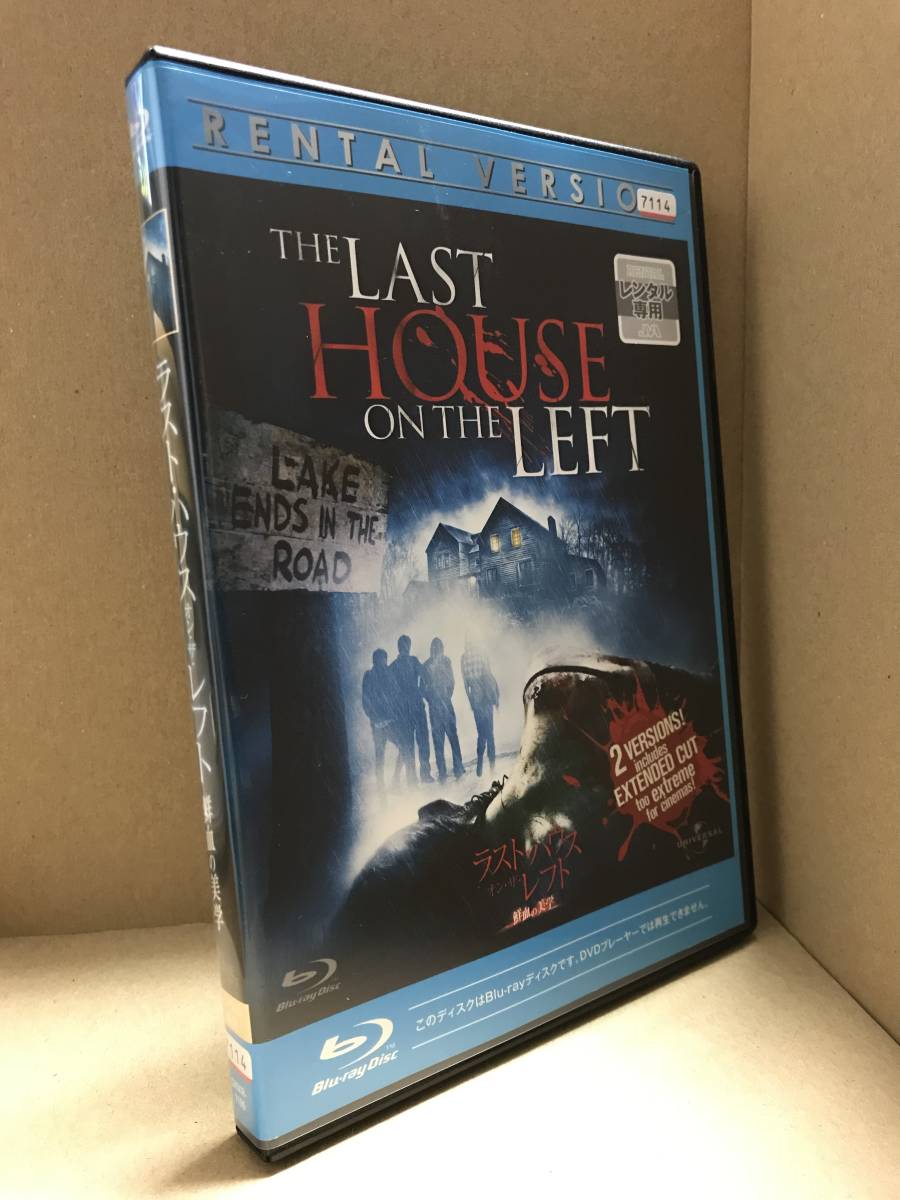 RENTAL VERSIO
7114
レンタル
専用
THE LAST
HOUSE
ON THE LEFT
LAKE
ENDS IN THE
ROAD
2 VERSIONS!
includes
EXTENDED CUT
too extreme
for cinemas!
UNIVERSAL
ラスト・ハウス
オン・ザ・レフト
鮮血の美学
Blu-ray Disc
このディスクはBlu-rayディスクです。DVDプレーヤーでは再生できません。
Blu-ray Disc
TM
ラスト・ハウス・オン・ザ・レフト 鮮血の美学
7114